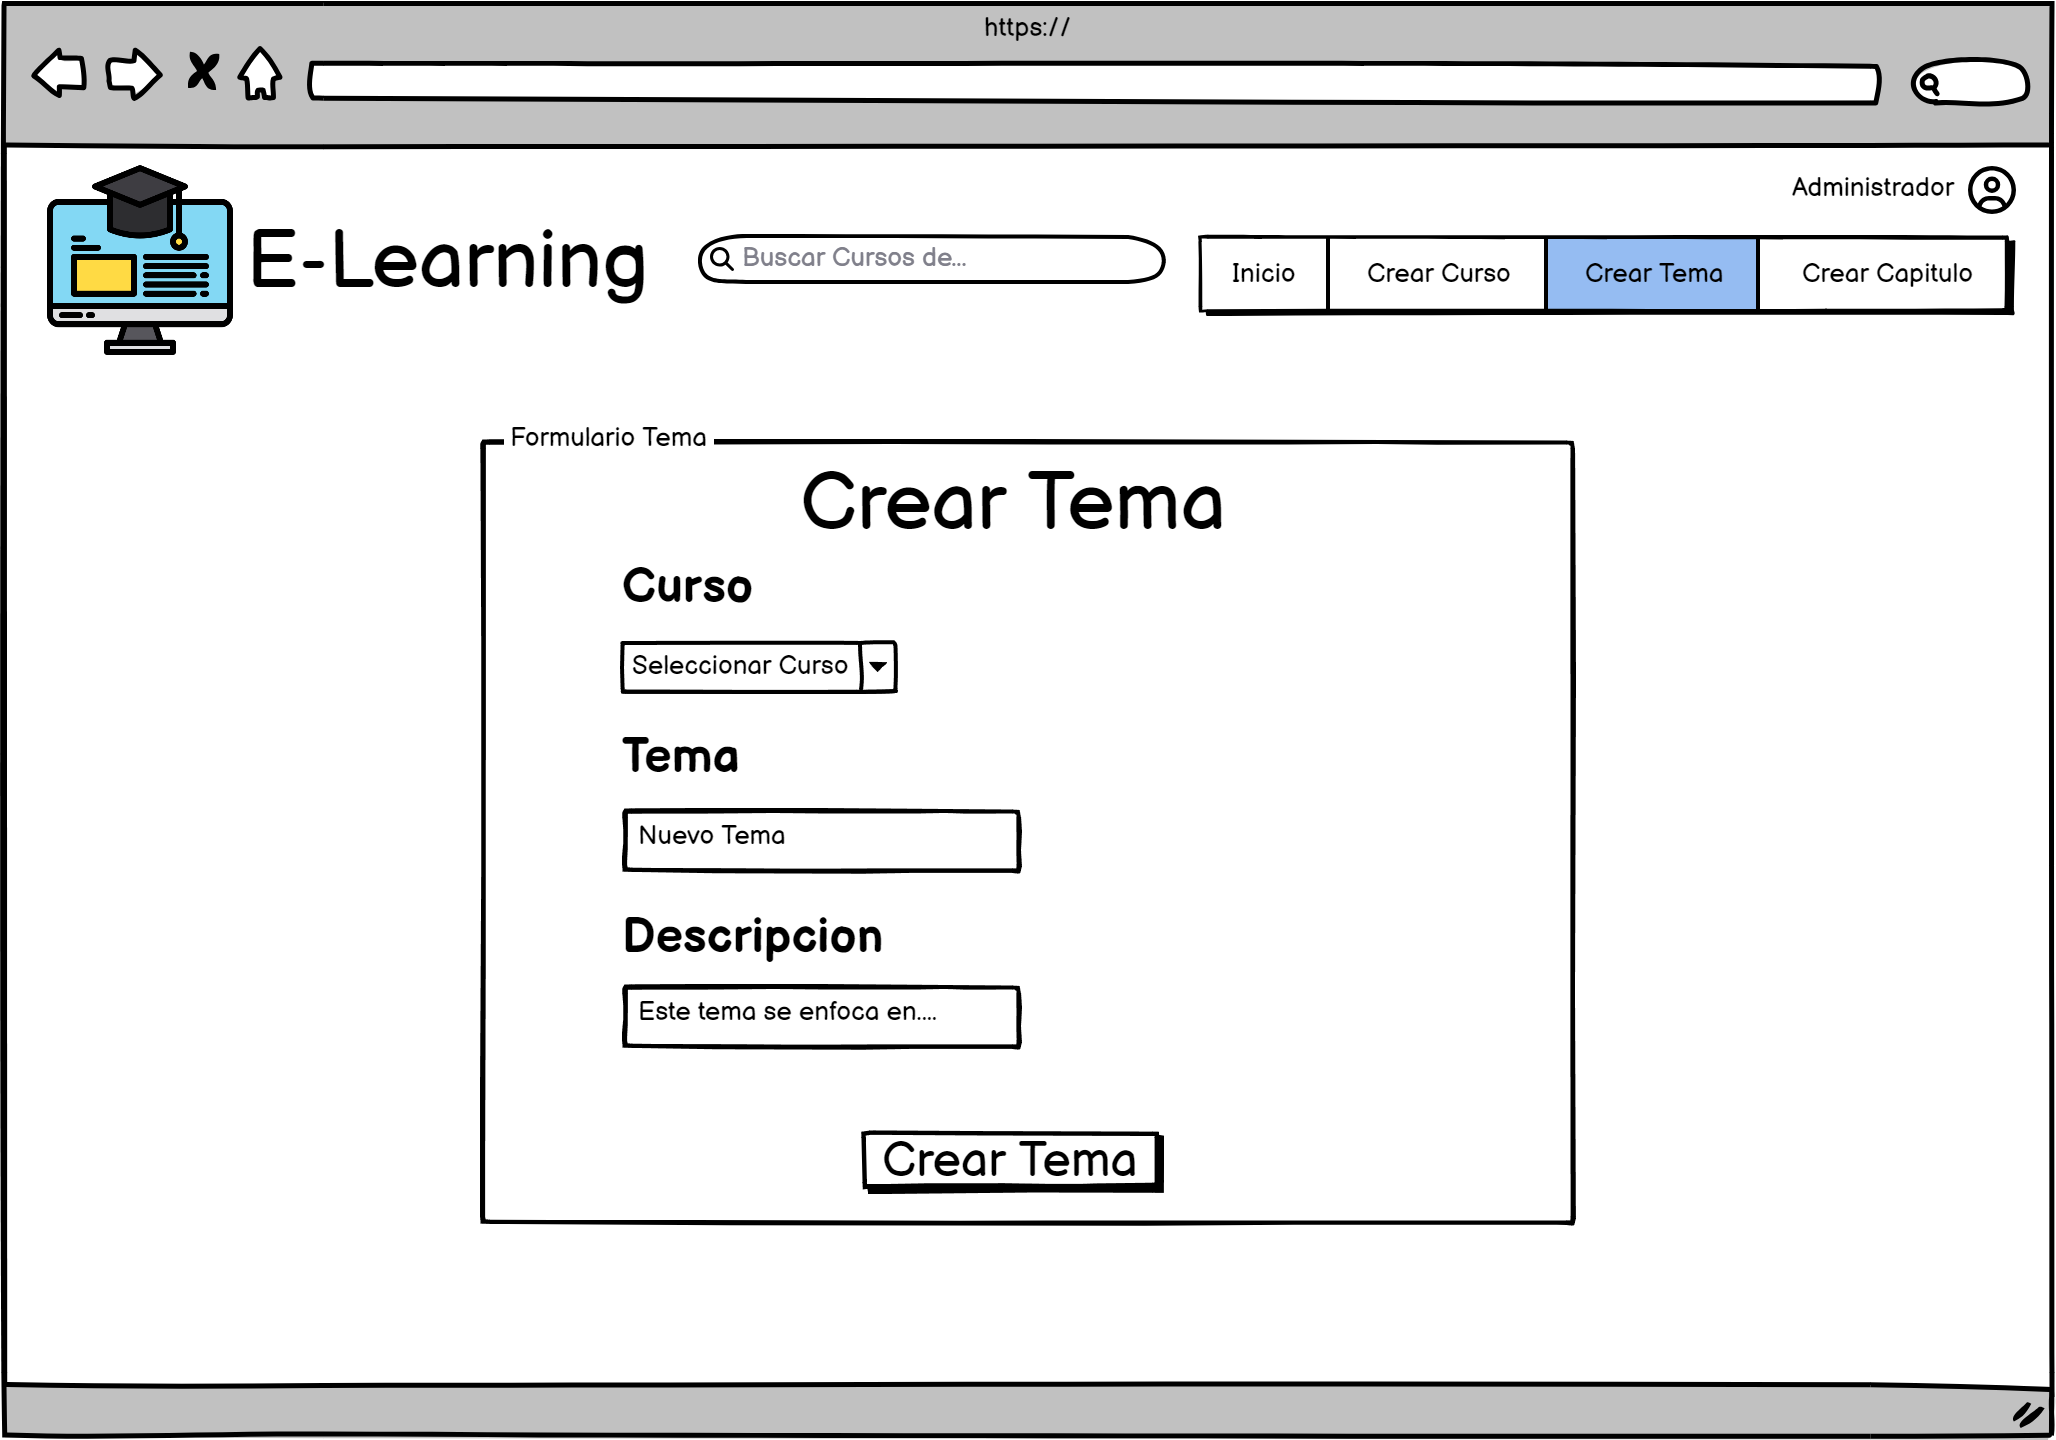 https://
Administrador
E-Learning
Buscar Cursos de...
Inicio
Crear Curso
Crear Tema
Crear Capitulo
Formulario Tema
Crear Tema
Curso
Seleccionar Curso
Tema
Nuevo Tema
Descripcion
Este tema se enfoca en....
Crear Tema